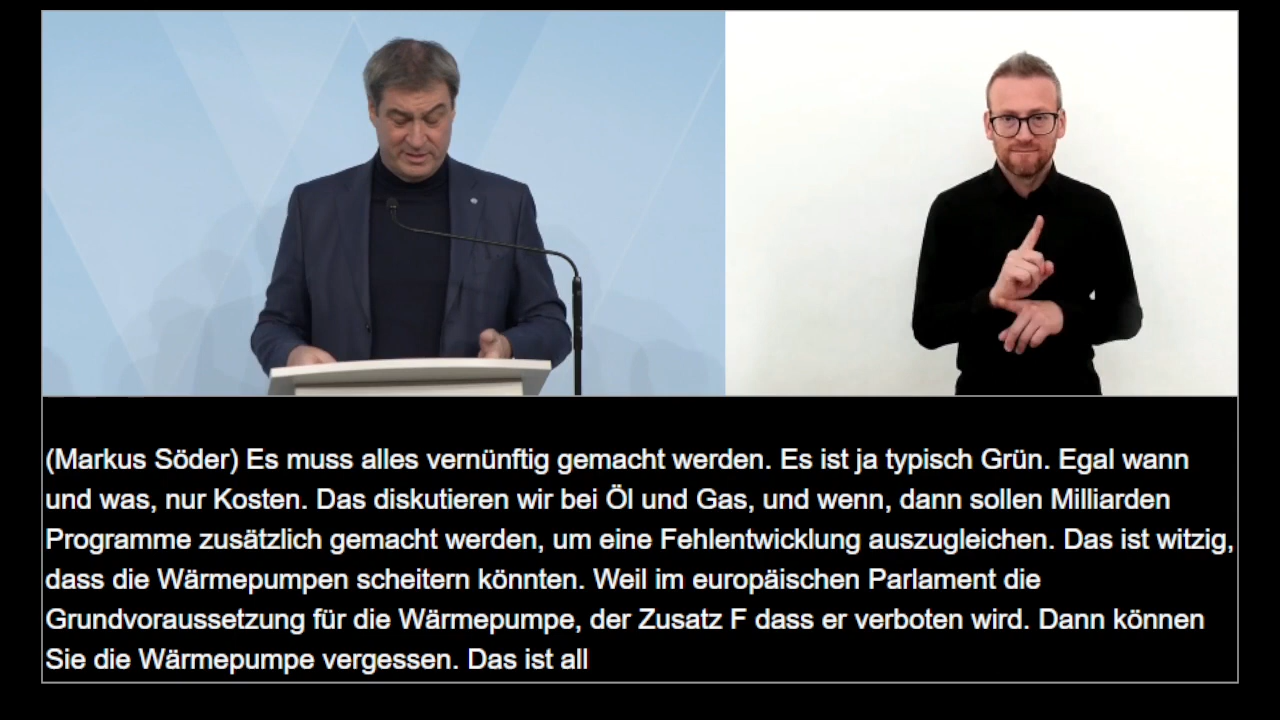 (Markus Söder) Es muss alles vernünftig gemacht werden. Es ist ja typisch Grün. Egal wann
und was, nur Kosten. Das diskutieren wir bei Öl und Gas, und wenn, dann sollen Milliarden
Programme zusätzlich gemacht werden, um eine Fehlentwicklung auszugleichen. Das ist witzig,
dass die Wärmepumpen scheitern könnten. Weil im europäischen Parlament die
Grundvoraussetzung für die Wärmepumpe, der Zusatz F dass er verboten wird. Dann können
Sie die Wärmepumpe vergessen. Das ist all